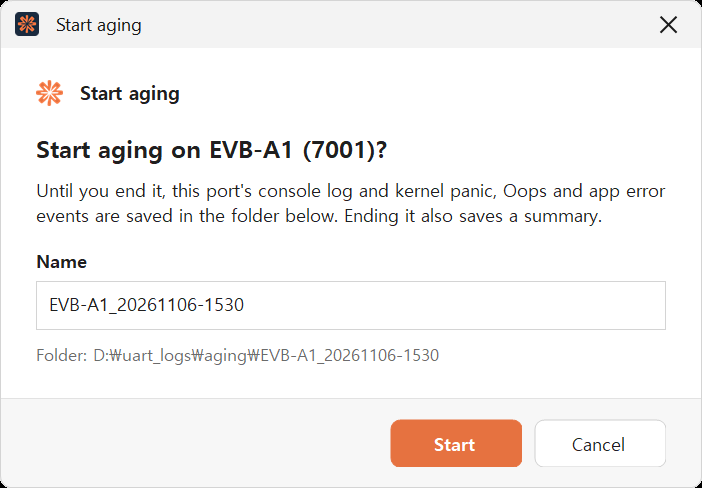 Start aging
Start aging
Start aging on EVB-A1 (7001)?
Until you end it, this port's console log and kernel panic, Oops and app error
events are saved in the folder below. Ending it also saves a summary.
Name
EVB-A1_20261106-1530
Folder: D:₩uart_logs₩aging₩EVB-A1_20261106-1530
Start
Cancel